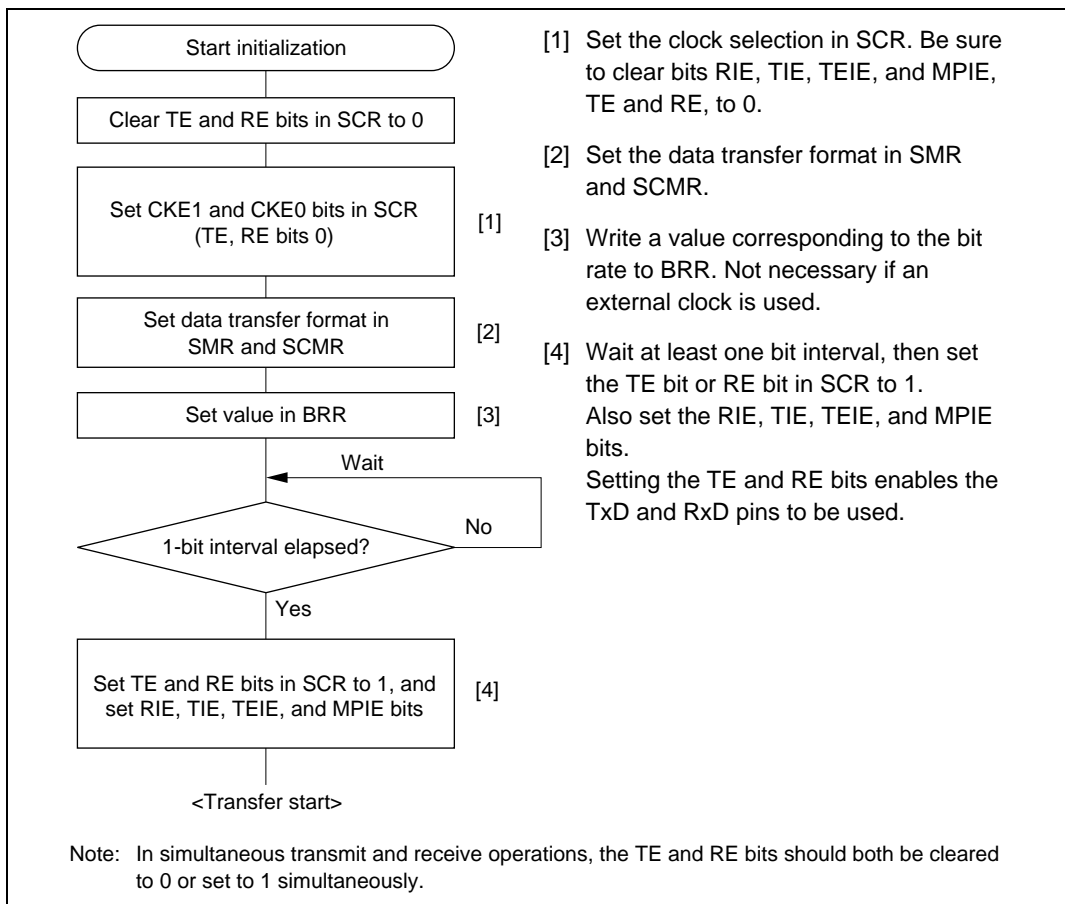 Start initialization
Clear TE and RE bits in SCR to 0
Set CKE1 and CKE0 bits in SCR
(TE, RE bits 0)
[1]
Set data transfer format in
SMR and SCMR
[2]
Set value in BRR
[3]
Wait
1-bit interval elapsed?
No
Yes
Set TE and RE bits in SCR to 1, and
set RIE, TIE, TEIE, and MPIE bits
[4]
<Transfer start>
[1] Set the clock selection in SCR. Be sure
to clear bits RIE, TIE, TEIE, and MPIE,
TE and RE, to 0.
[2] Set the data transfer format in SMR
and SCMR.
[3] Write a value corresponding to the bit
rate to BRR. Not necessary if an
external clock is used.
[4] Wait at least one bit interval, then set
the TE bit or RE bit in SCR to 1.
Also set the RIE, TIE, TEIE, and MPIE
bits.
Setting the TE and RE bits enables the
TxD and RxD pins to be used.
Note: In simultaneous transmit and receive operations, the TE and RE bits should both be cleared
to 0 or set to 1 simultaneously.